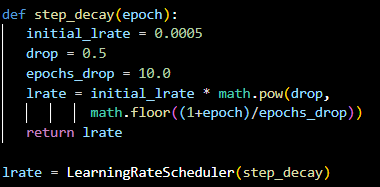 def step_decay(epoch):
    initial_lrate = 0.0005
    drop = 0.5
    epochs_drop = 10.0
    lrate = initial_lrate * math.pow(drop,
            math.floor((1+epoch)/epochs_drop))
    return lrate

lrate = LearningRateScheduler(step_decay)